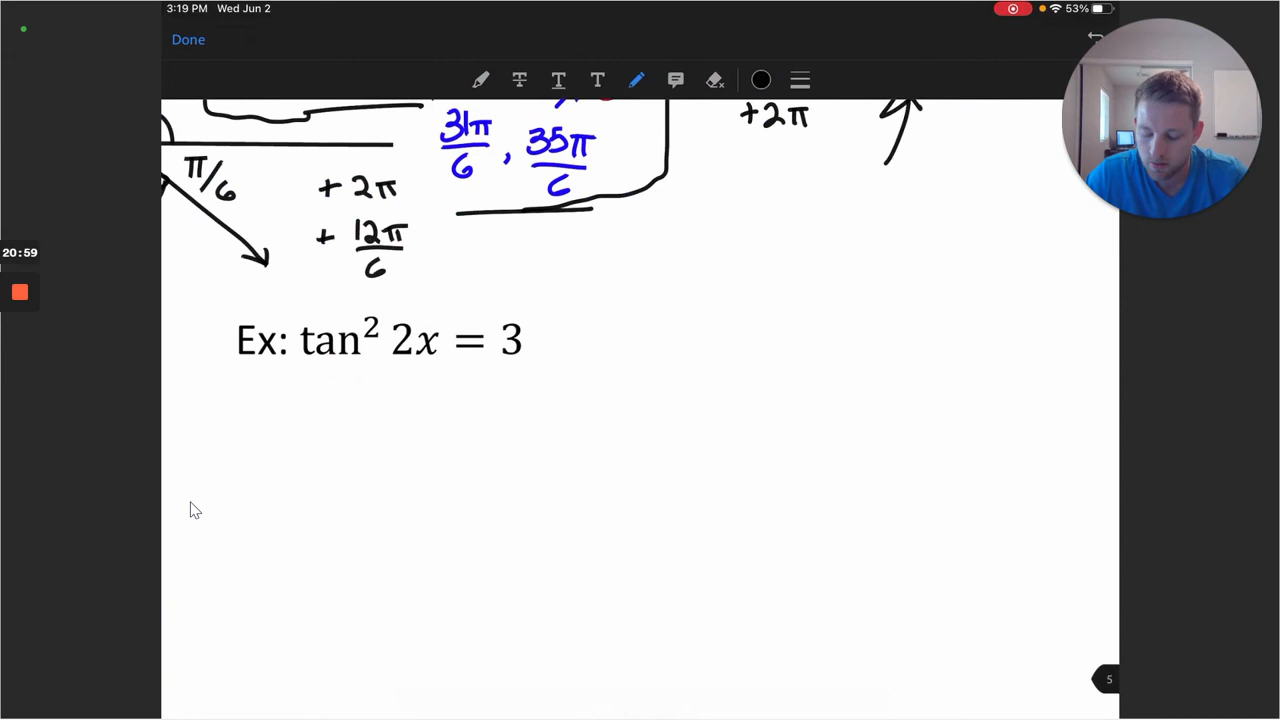 3:19 PM Wed Jun 2
53%
Done
T T T
+2π
31π/6, 35π/6
π/6
+ 2π
+ 12π/6
20:59
Ex: tan² 2x = 3
5